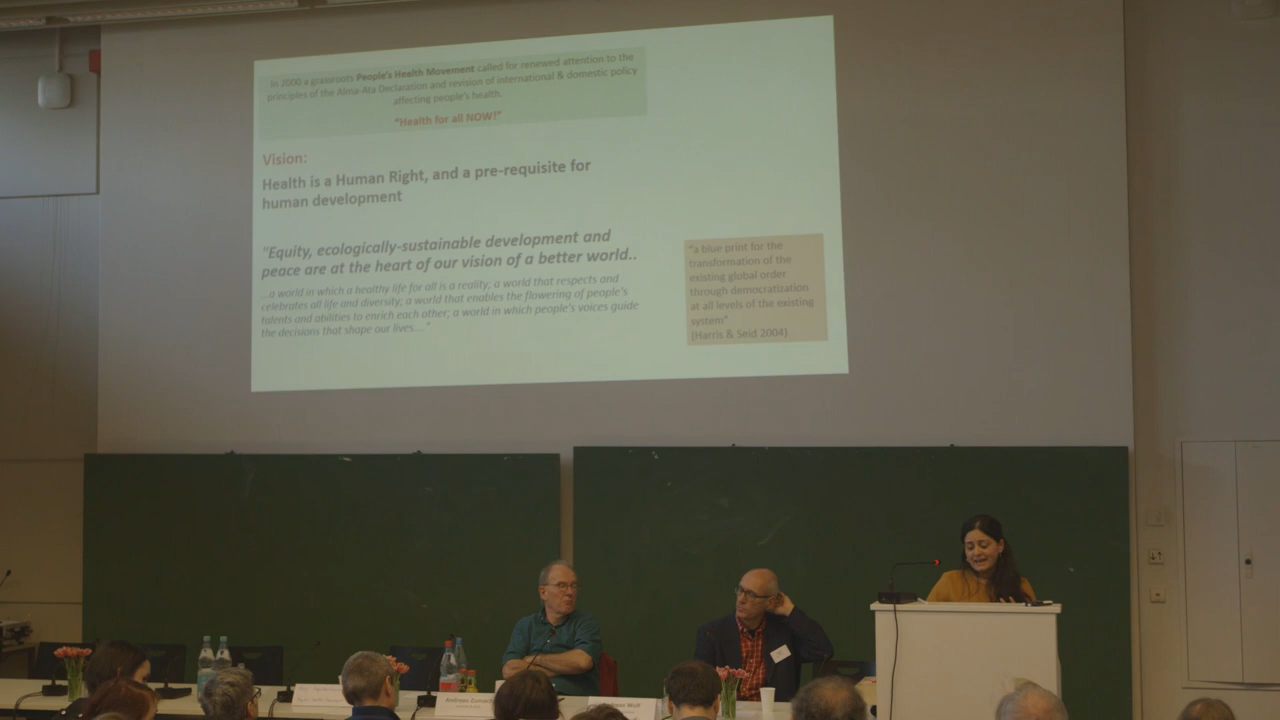 In 2000 a grassroots People's Health Movement called for renewed attention to the
principles of the Alma-Ata Declaration and revision of international & domestic policy
affecting people's health.
"Health for all NOW!"
Vision:
Health is a Human Right, and a pre-requisite for
human development
"Equity, ecologically-sustainable development and
peace are at the heart of our vision of a better world..
...a world in which a healthy life for all is a reality; a world that respects and
celebrates all life and diversity; a world that enables the flowering of people's
talents and abilities to enrich each other; a world in which people's voices guide
the decisions that shape our lives...."
"a blue print for the
transformation of the
existing global order
through democratization
at all levels of the existing
system"
(Harris & Seid 2004)
Andreas
Wulf